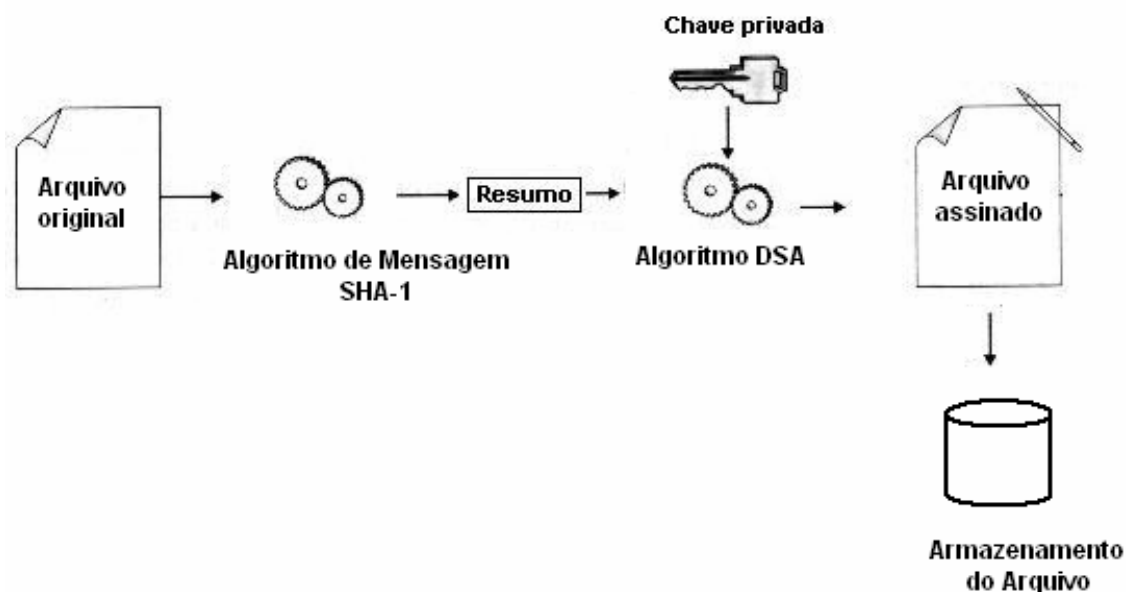 Chave privada
Arquivo
original
Algoritmo de Mensagem
SHA-1
Resumo
Algoritmo DSA
Arquivo
assinado
Armazenamento
do Arquivo